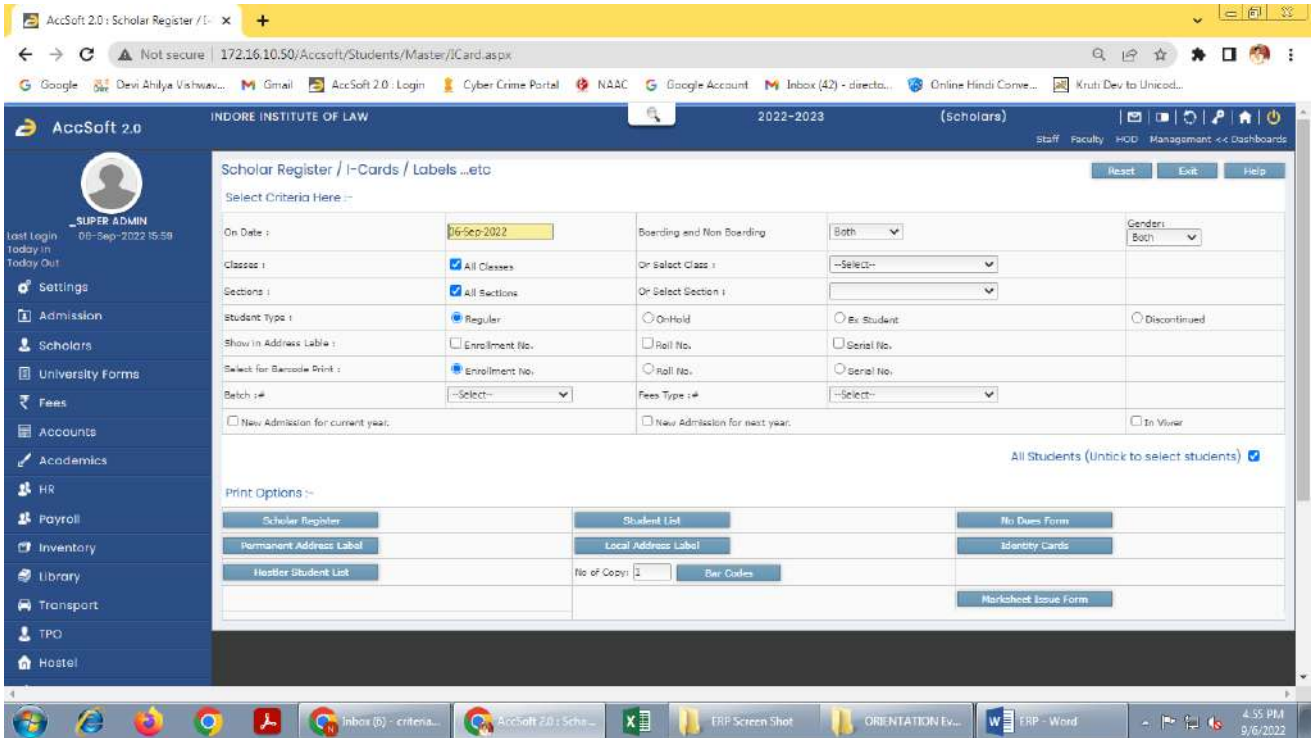 AccSoft 2.0 : Scholar Register / I-
Not secure 172.16.10.50/Accsoft/Students/Master/ICard.aspx
Google Devi Ahilya Vishwav... Gmail AccSoft 2.0 : Login Cyber Crime Portal NAAC Google Account Inbox (42) - directo... Online Hindi Conve... Kruti Dev to Unicod...
AccSoft 2.0 INDORE INSTITUTE OF LAW 2022-2023 (Scholars)
Staff Faculty HOD Management << Dashboards
Scholar Register / I-Cards / Labels ...etc Reset Exit Help
Select Criteria Here :-
_SUPER ADMIN
Last Login 06-Sep-2022 15:59
Today In
Today Out
On Date : 06-Sep-2022 Boarding and Non Boarding Both Gender: Both
Classes : All Classes Or Select Class : --Select--
Settings
Sections : All Sections Or Select Section :
Admission
Student Type : Regular OnHold Ex Student Discontinued
Scholars
Show in Address Lable : Enrollment No. Roll No. Serial No.
University Forms
Select for Barcode Print : Enrollment No. Roll No. Serial No.
Fees
Batch :# --Select-- Fees Type :# --Select--
Accounts
New Admission for current year. New Admission for next year. In Viwer
Academics
All Students (Untick to select students)
HR
Print Options :-
Payroll
Scholar Register Student List No Dues Form
Inventory
Permanent Address Label Local Address Label Identity Cards
Library
Hostler Student List No of Copy: 1 Bar Codes
Transport
Marksheet Issue Form
TPO
Hostel
Inbox (6) - criteria... AccSoft 2.0 : Scho... ERP Screen Shot ORIENTATION Ev... ERP - Word 4:55 PM
9/6/2022